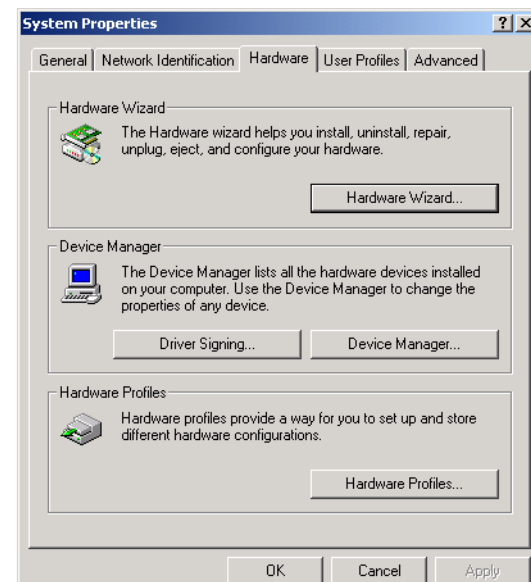 System Properties
General Network Identification Hardware User Profiles Advanced
Hardware Wizard
The Hardware wizard helps you install, uninstall, repair,
unplug, eject, and configure your hardware.
Hardware Wizard...
Device Manager
The Device Manager lists all the hardware devices installed
on your computer. Use the Device Manager to change the
properties of any device.
Driver Signing... Device Manager...
Hardware Profiles
Hardware profiles provide a way for you to set up and store
different hardware configurations.
Hardware Profiles...
OK Cancel Apply